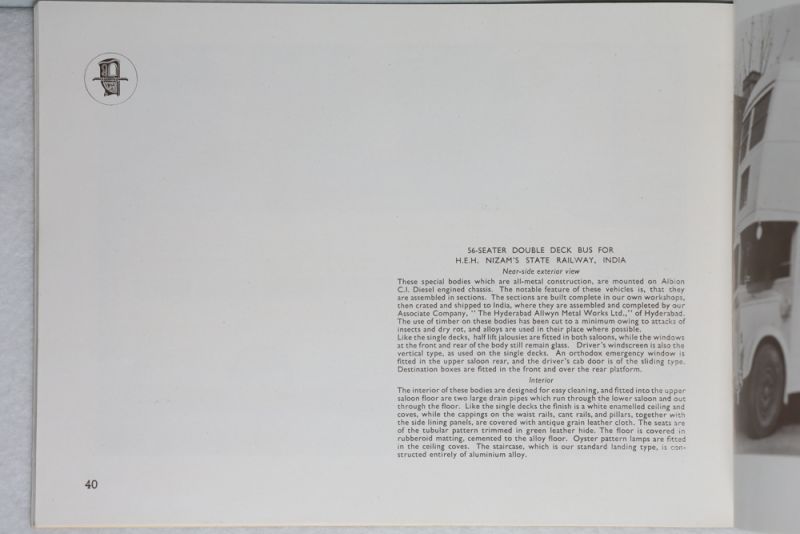 56-SEATER DOUBLE DECK BUS FOR
H.E.H. NIZAM'S STATE RAILWAY, INDIA
Near-side exterior view
These special bodies which are all-metal construction, are mounted on Albion
C.I. Diesel engined chassis. The notable feature of these vehicles is, that they
are assembled in sections. The sections are built complete in our own workshops,
then crated and shipped to India, where they are assembled and completed by our
Associate Company, " The Hyderabad Allwyn Metal Works Ltd.," of Hyderabad.
The use of timber on these bodies has been cut to a minimum owing to attacks of
insects and dry rot, and alloys are used in their place where possible.
Like the single decks, half lift jalousies are fitted in both saloons, while the windows
at the front and rear of the body still remain glass. Driver's windscreen is also the
vertical type, as used on the single decks. An orthodox emergency window is
fitted in the upper saloon rear, and the driver's cab door is of the sliding type.
Destination boxes are fitted in the front and over the rear platform.
Interior
The interior of these bodies are designed for easy cleaning, and fitted into the upper
saloon floor are two large drain pipes which run through the lower saloon and out
through the floor. Like the single decks the finish is a white enamelled ceiling and
coves, while the cappings on the waist rails, cant rails, and pillars, together with
the side lining panels, are covered with antique grain leather cloth. The seats are
of the tubular pattern trimmed in green leather hide. The floor is covered in
rubberoid matting, cemented to the alloy floor. Oyster pattern lamps are fitted
in the ceiling coves. The staircase, which is our standard landing type, is con-
structed entirely of aluminium alloy.
40